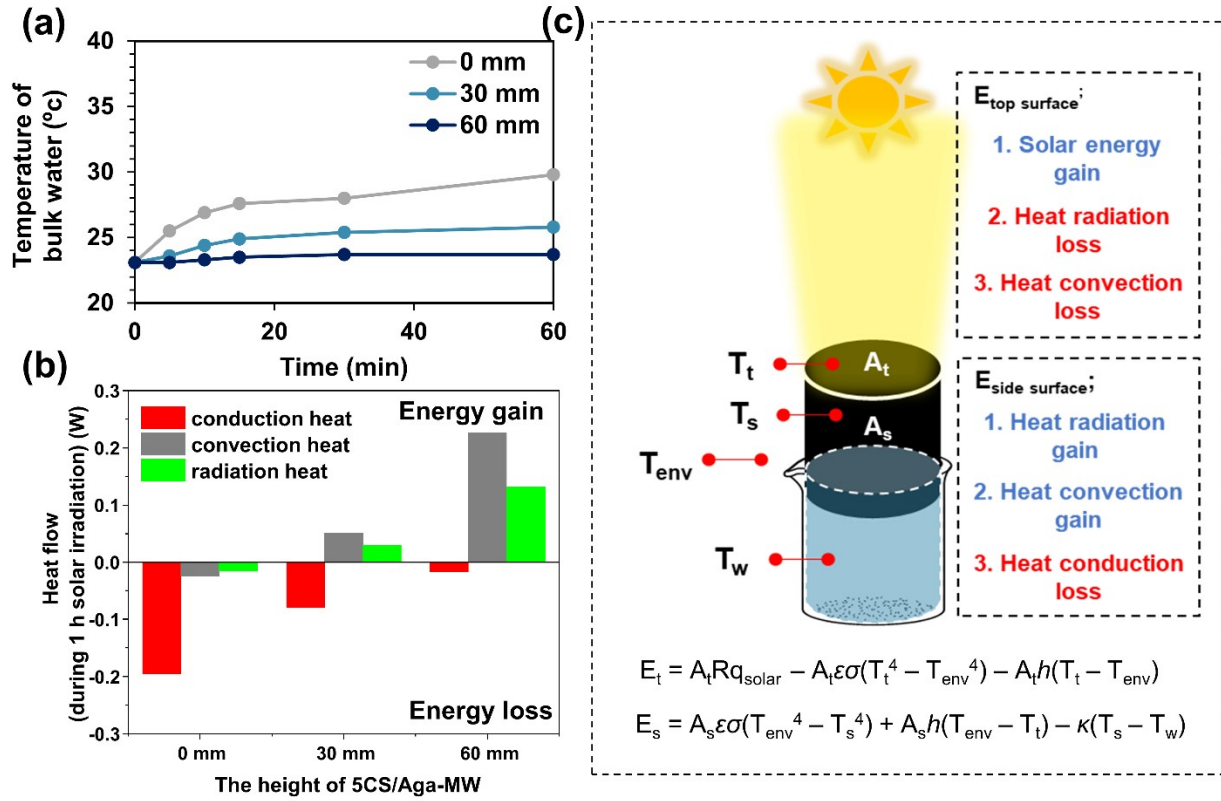 (a)
40
35
30
25
20
Temperature of
bulk water (ºc)
0 mm
30 mm
60 mm
0
20
40
60
Time (min)
(b)
0.3
0.2
0.1
0.0
-0.1
-0.2
-0.3
Heat flow
(during 1 h solar irradiation) (W)
conduction heat
convection heat
radiation heat
Energy gain
Energy loss
0 mm
30 mm
60 mm
The height of 5CS/Aga-MW
(c)
E top surface;
1. Solar energy
gain
2. Heat radiation
loss
3. Heat convection
loss
Tt
At
Ts
As
Tenv
Tw
E side surface;
1. Heat radiation
gain
2. Heat convection
gain
3. Heat conduction
loss
Et = AtRqsolar – Atεσ(Tt⁴ – Tenv⁴) – Ath(Tt – Tenv)
Es = Asεσ(Tenv⁴ – Ts⁴) + Ash(Tenv – Tt) – κ(Ts – Tw)